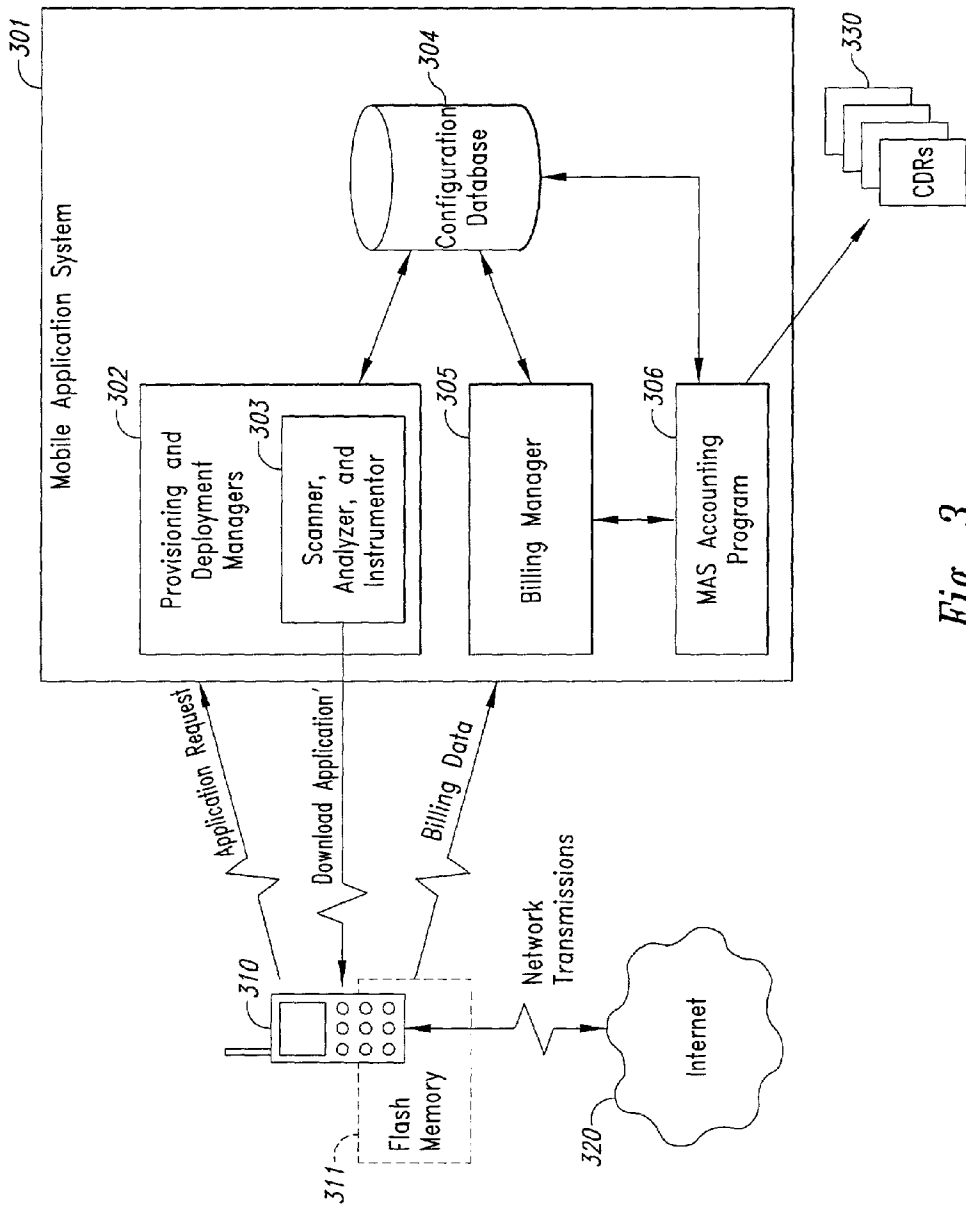 301
Mobile Application System
302
Provisioning and
Deployment
Managers
303
Scanner,
Analyzer, and
Instrumentor
304
Configuration
Database
305
Billing Manager
306
MAS Accounting
Program
330
CDRs
Application Request
Download Application'
Billing Data
310
311
Flash
Memory
Network
Transmissions
320
Internet
Fig. 3